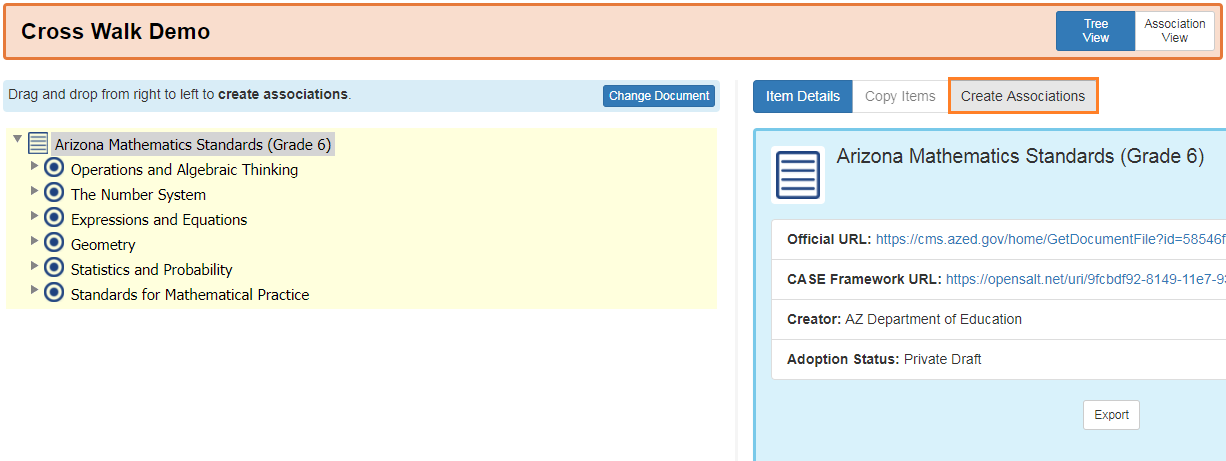 Cross Walk Demo
Tree
View
Association
View
Drag and drop from right to left to create associations.
Change Document
Arizona Mathematics Standards (Grade 6)
Operations and Algebraic Thinking
The Number System
Expressions and Equations
Geometry
Statistics and Probability
Standards for Mathematical Practice
Item Details
Copy Items
Create Associations
Arizona Mathematics Standards (Grade 6)
Official URL: https://cms.azed.gov/home/GetDocumentFile?id=58546f
CASE Framework URL: https://opensalt.net/uri/9fcbdf92-8149-11e7-93
Creator: AZ Department of Education
Adoption Status: Private Draft
Export